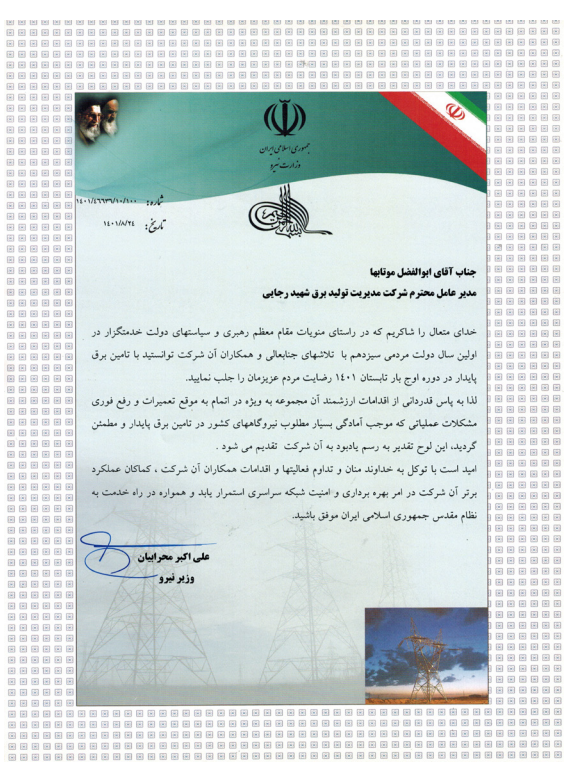 جمهوری اسلامی ایران
وزارت نیرو
شماره: ۱۴۰۱/۴۶۶۳۶/۱۰/۱۰۰
تاریخ: ۱۴۰۱/۸/۲۴
جناب آقای ابوالفضل موتابها
مدیر عامل محترم شرکت مدیریت تولید برق شهید رجایی
خدای متعال را شاکریم که در راستای منویات مقام معظم رهبری و سیاستهای دولت خدمتگزار در
اولین سال دولت مردمی سیزدهم با تلاشهای جنابعالی و همکاران آن شرکت توانستید با تامین برق
پایدار در دوره اوج بار تابستان ۱۴۰۱ رضایت مردم عزیزمان را جلب نمایید.
لذا به پاس قدردانی از اقدامات ارزشمند آن مجموعه به ویژه در اتمام به موقع تعمیرات و رفع فوری
مشکلات عملیاتی که موجب آمادگی بسیار مطلوب نیروگاههای کشور در تامین برق پایدار و مطمئن
گردید، این لوح تقدیر به رسم یادبود به آن شرکت تقدیم می شود .
امید است با توکل به خداوند منان و تداوم فعالیتها و اقدامات همکاران آن شرکت ، کماکان عملکرد
برتر آن شرکت در امر بهره برداری و امنیت شبکه سراسری استمرار یابد و همواره در راه خدمت به
نظام مقدس جمهوری اسلامی ایران موفق باشید.
علی اکبر محرابیان
وزیر نیرو